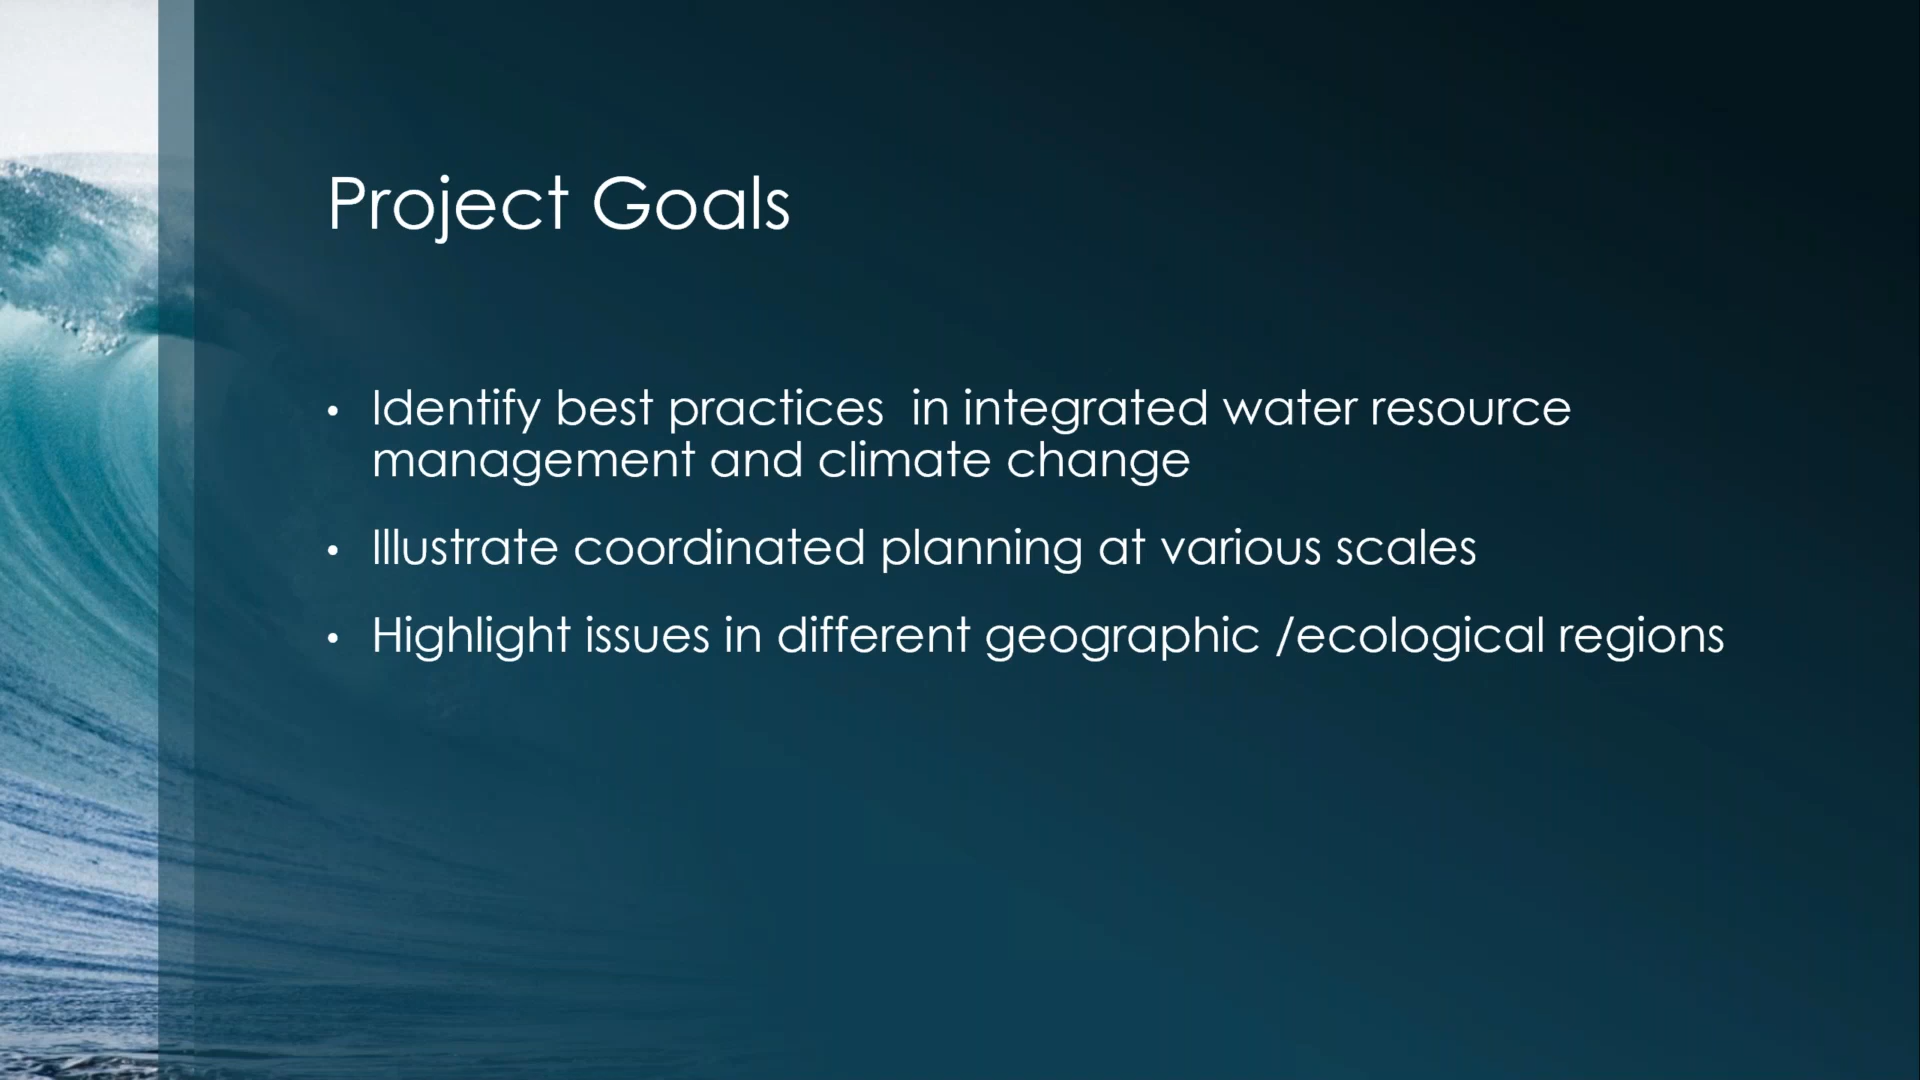 Project Goals
• Identify best practices  in integrated water resource
management and climate change
• Illustrate coordinated planning at various scales
• Highlight issues in different geographic /ecological regions